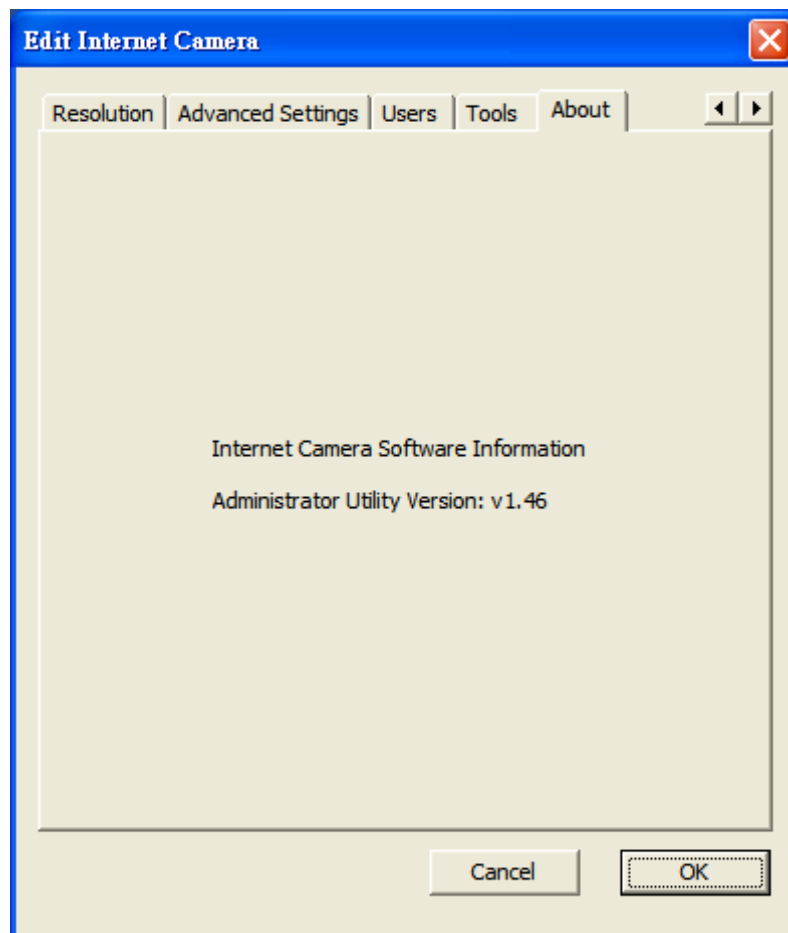 Edit Internet Camera
Resolution Advanced Settings Users Tools About
Internet Camera Software Information
Administrator Utility Version: v1.46
Cancel OK